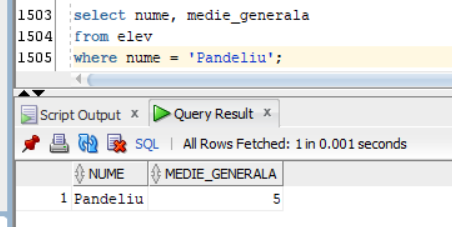 1503 select nume, medie_generala
1504 from elev
1505 where nume = 'Pandeliu';
Script Output x Query Result x
SQL | All Rows Fetched: 1 in 0.001 seconds
NUME MEDIE_GENERALA
1 Pandeliu 5